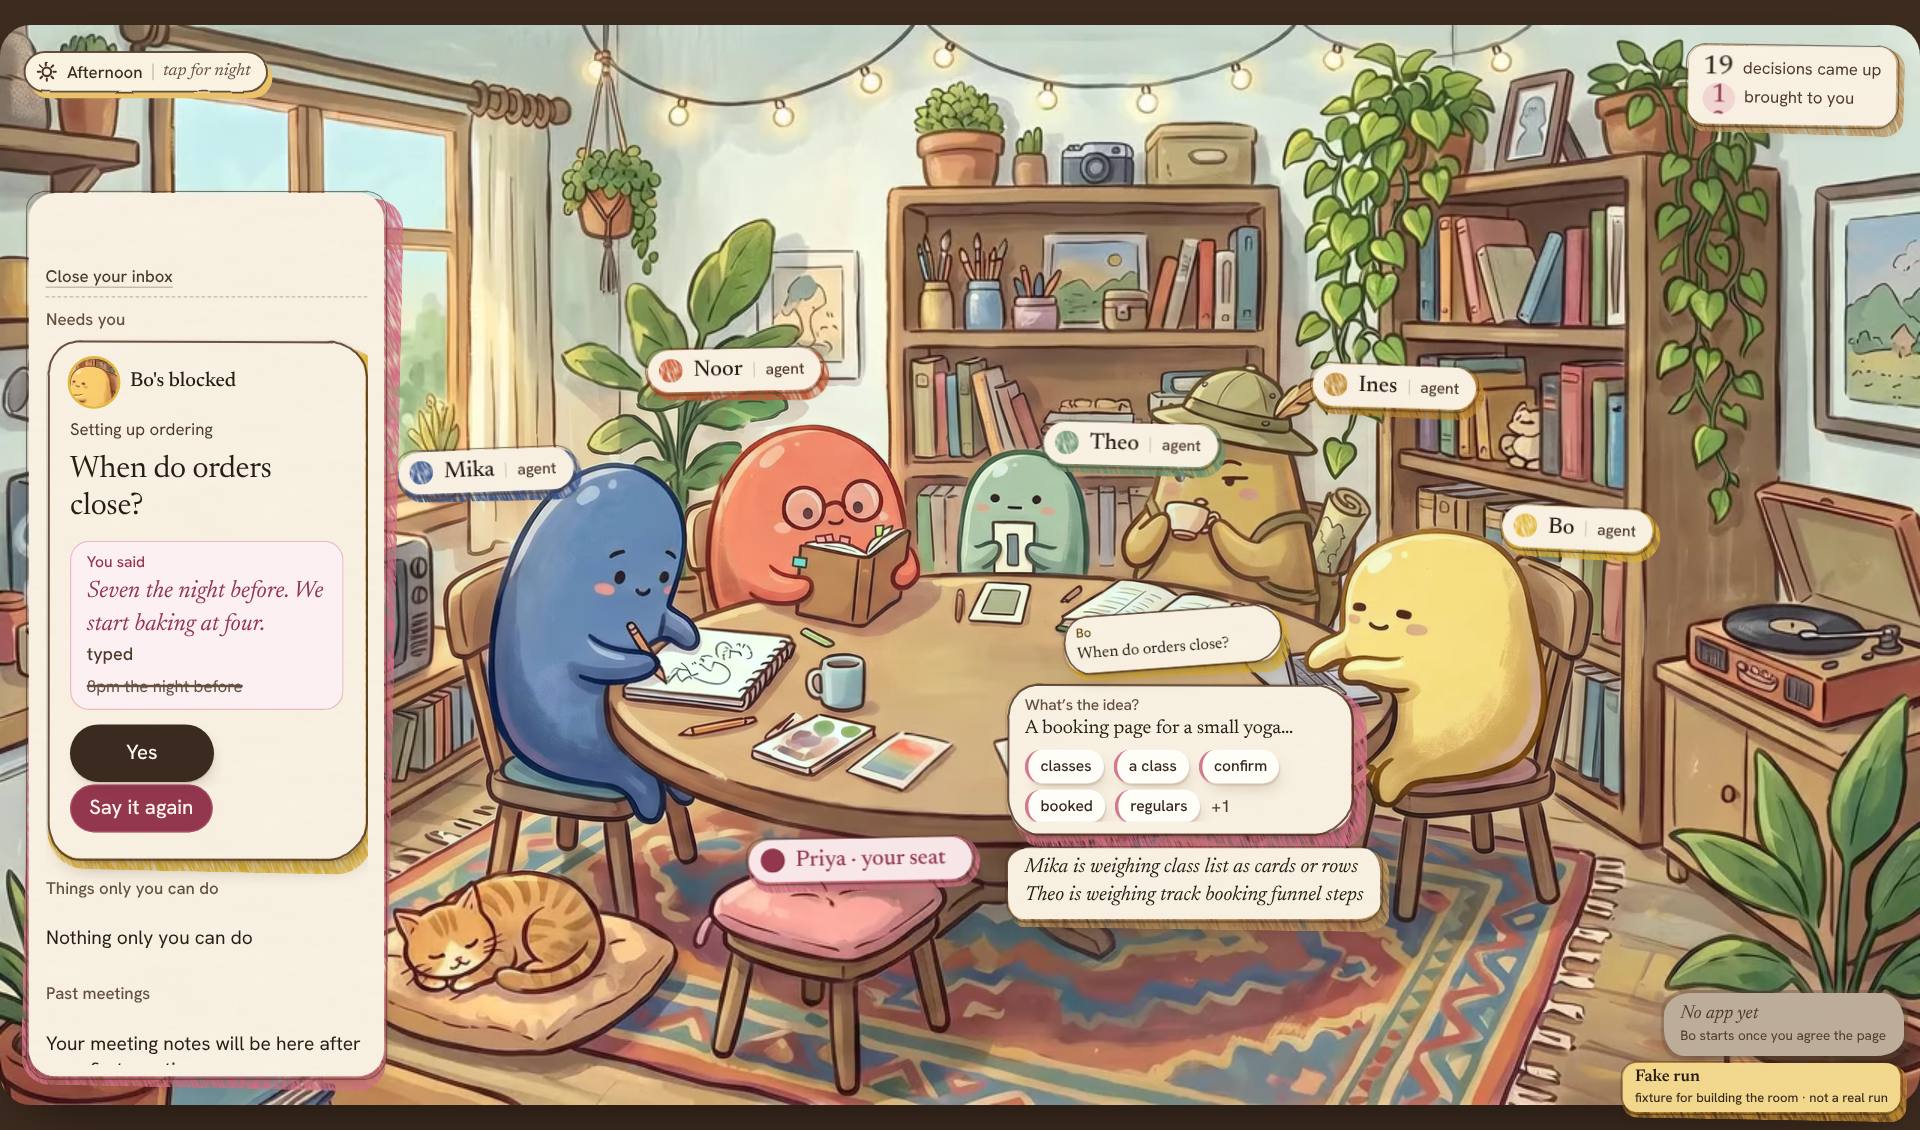 Afternoon | tap for night
19 decisions came up
1 brought to you
Close your inbox
Needs you
Bo's blocked
Setting up ordering
When do orders
close?
You said
Seven the night before. We
start baking at four.
typed
8pm the night before
Yes
Say it again
Things only you can do
Nothing only you can do
Past meetings
Your meeting notes will be here after
Noor | agent
Ines | agent
Theo | agent
Mika | agent
Bo | agent
Bo
When do orders close?
What's the idea?
A booking page for a small yoga…
classes
a class
confirm
booked
regulars
+1
Priya · your seat
Mika is weighing class list as cards or rows
Theo is weighing track booking funnel steps
No app yet
Bo starts once you agree the page
Fake run
fixture for building the room · not a real run